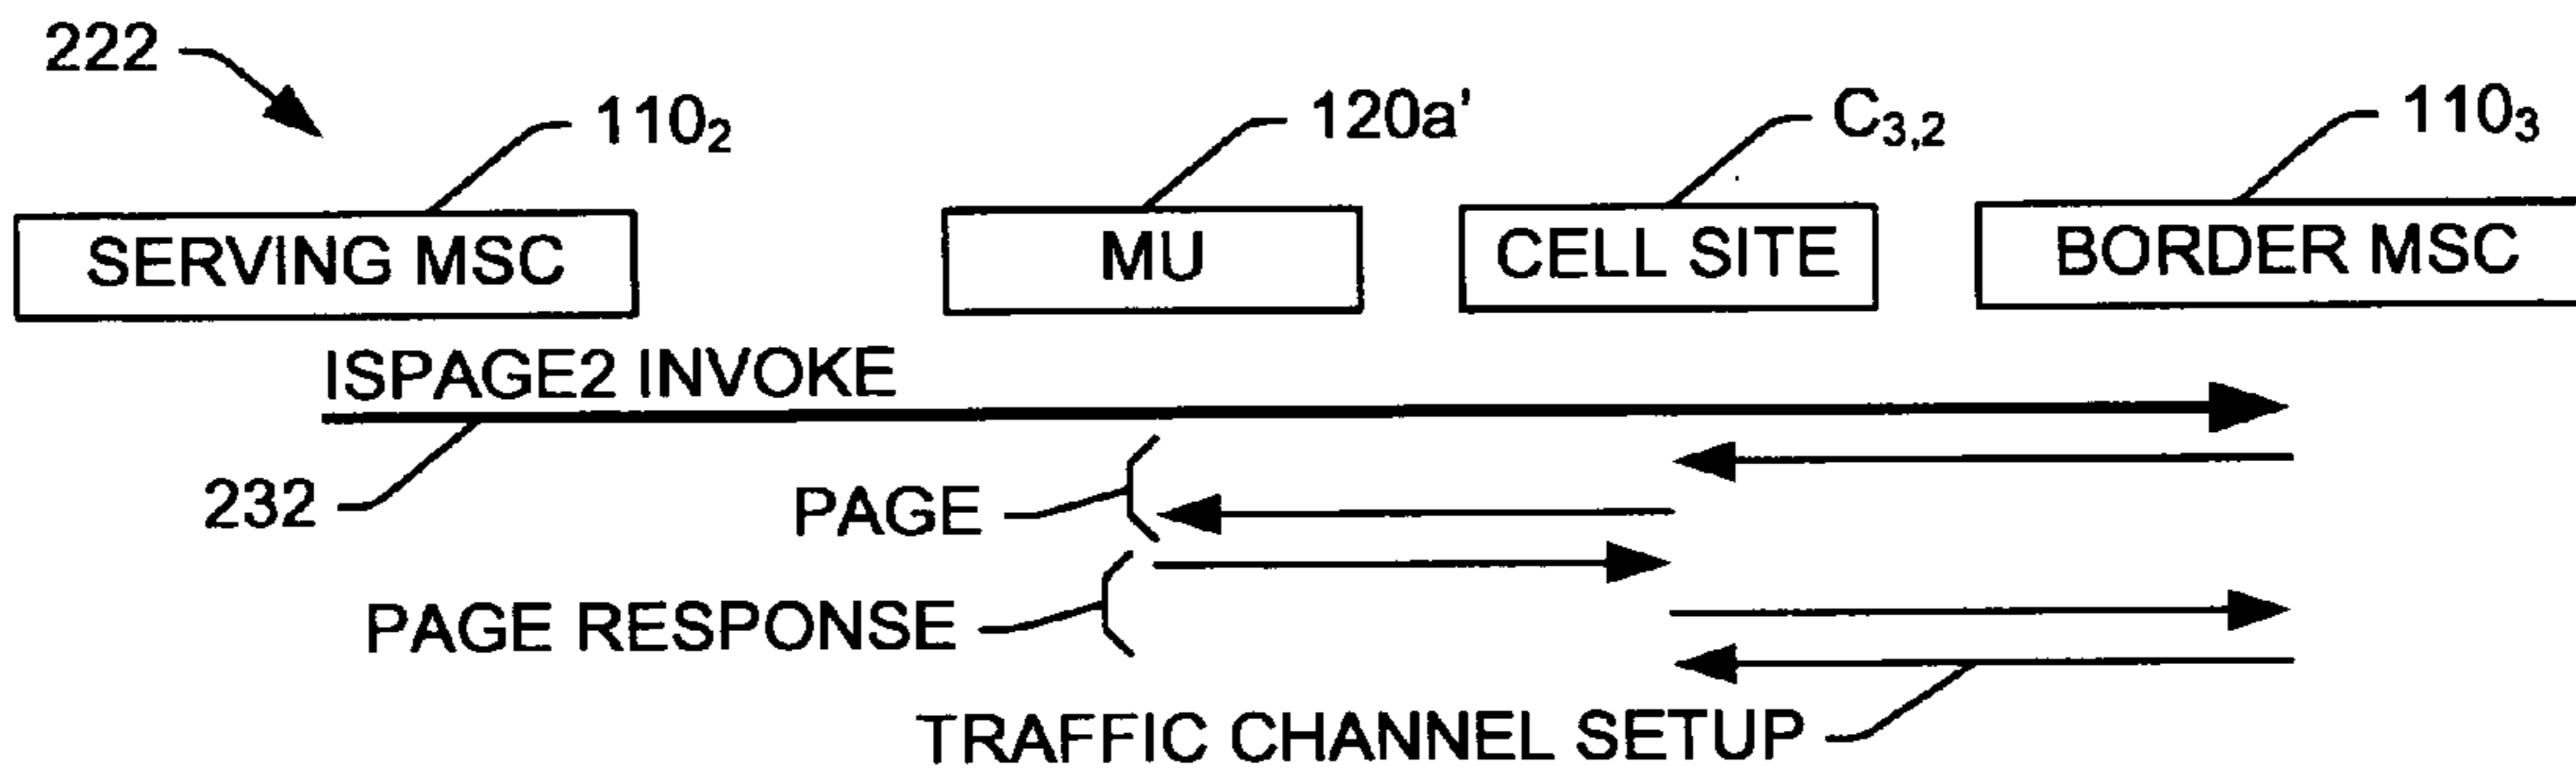 222
110₂
120a'
C₃,₂
110₃
SERVING MSC
MU
CELL SITE
BORDER MSC
ISPAGE2 INVOKE
232
PAGE
PAGE RESPONSE
TRAFFIC CHANNEL SETUP